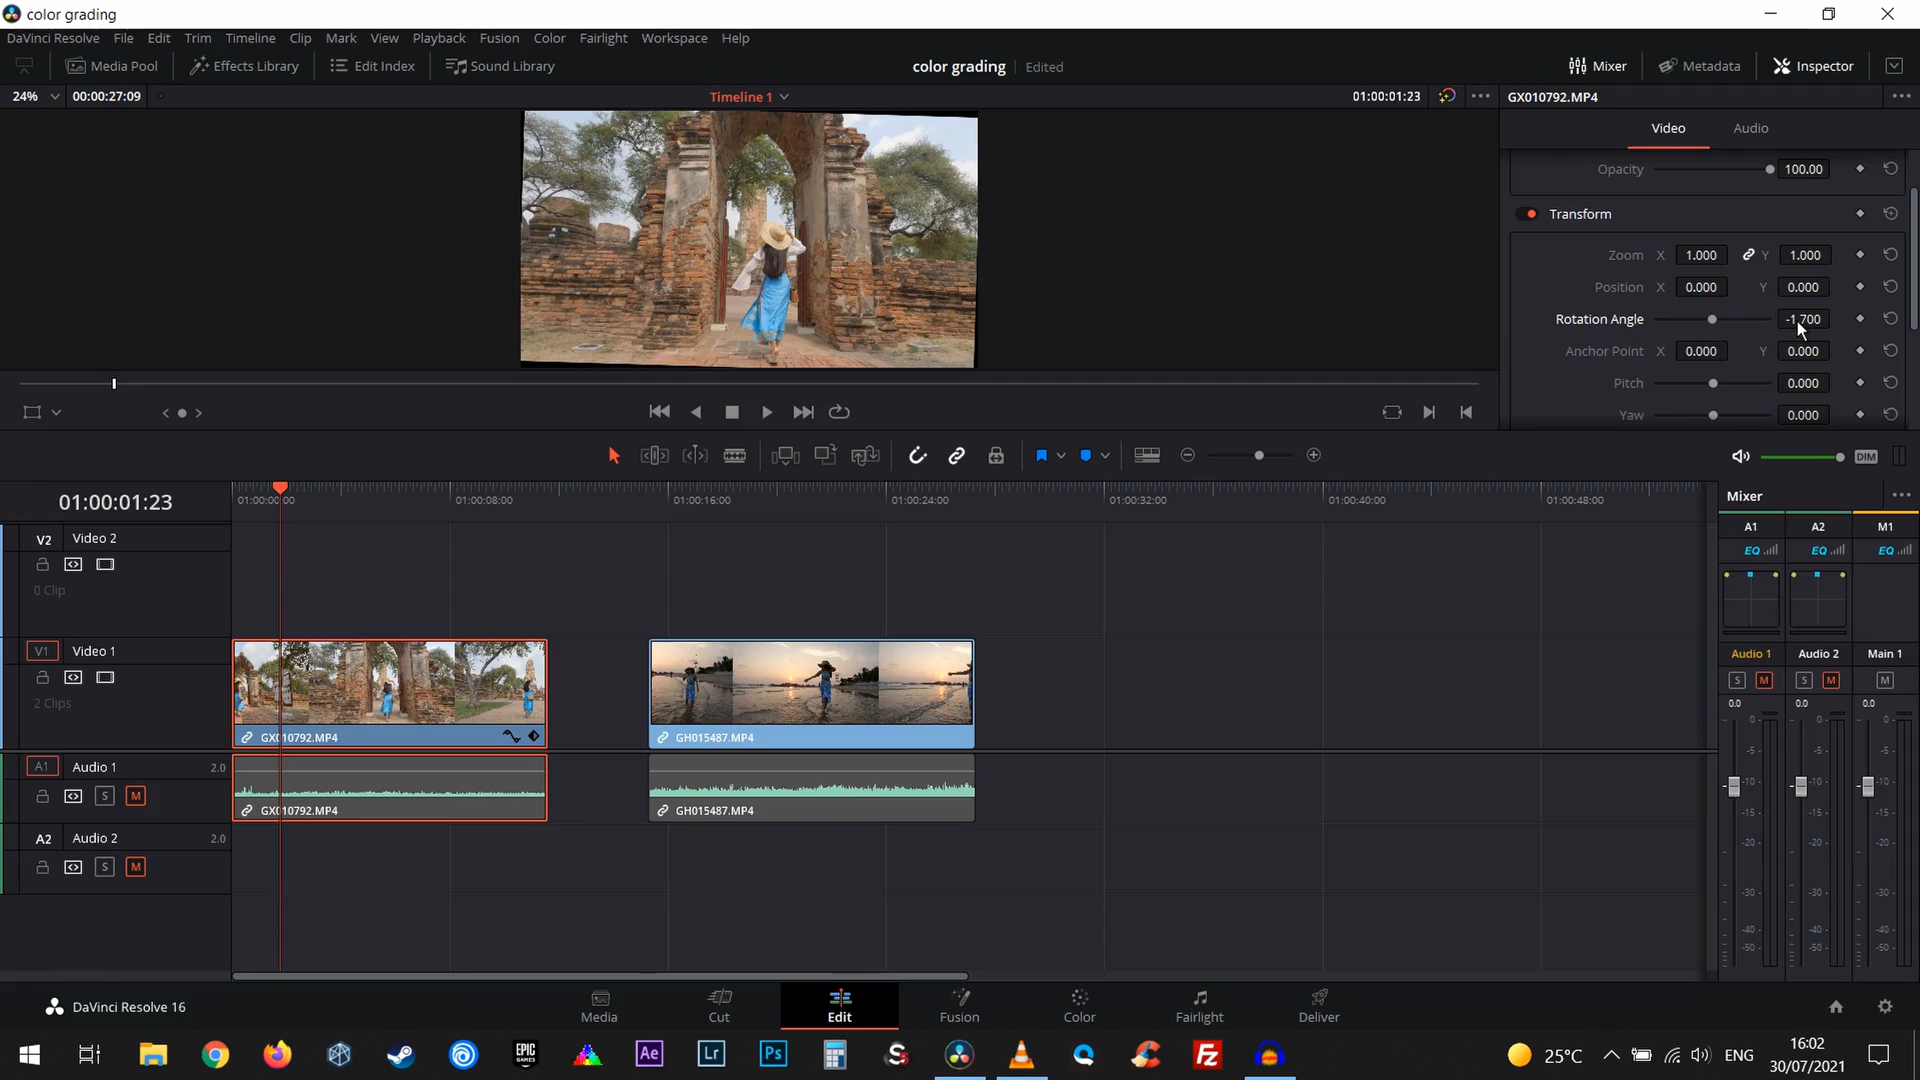 color grading
DaVinci Resolve File Edit Trim Timeline Clip Mark View Playback Fusion Color Fairlight Workspace Help
Media Pool Effects Library Edit Index Sound Library color grading Edited Mixer Metadata Inspector
24% 00:00:27:09 Timeline 1 01:00:01:23 GX010792.MP4
Video Audio
Opacity 100.00
Transform
Zoom X 1.000 Y 1.000
Position X 0.000 Y 0.000
Rotation Angle -1.700
Anchor Point X 0.000 Y 0.000
Pitch 0.000
Yaw 0.000
DIM
01:00:01:23 01:00:00:00 01:00:08:00 01:00:16:00 01:00:24:00 01:00:32:00 01:00:40:00 01:00:48:00
Mixer
A1 A2 M1
EQ EQ EQ
V2 Video 2
0 Clip
V1 Video 1
2 Clips
GX010792.MP4 GH015487.MP4
Audio 1 Audio 2 Main 1
S M S M M
0.0 0.0 0.0
A1 Audio 1 2.0
S M
GX010792.MP4 GH015487.MP4
A2 Audio 2 2.0
S M
0 0 0
-5 -5 -5
-10 -10 -10
-15 -15 -15
-20 -20 -20
-30 -30 -30
-40 -40 -40
-50 -50 -50
DaVinci Resolve 16
Media Cut Edit Fusion Color Fairlight Deliver
EPIC GAMES Ae Lr Ps S Fz
25°C ENG 16:02
30/07/2021